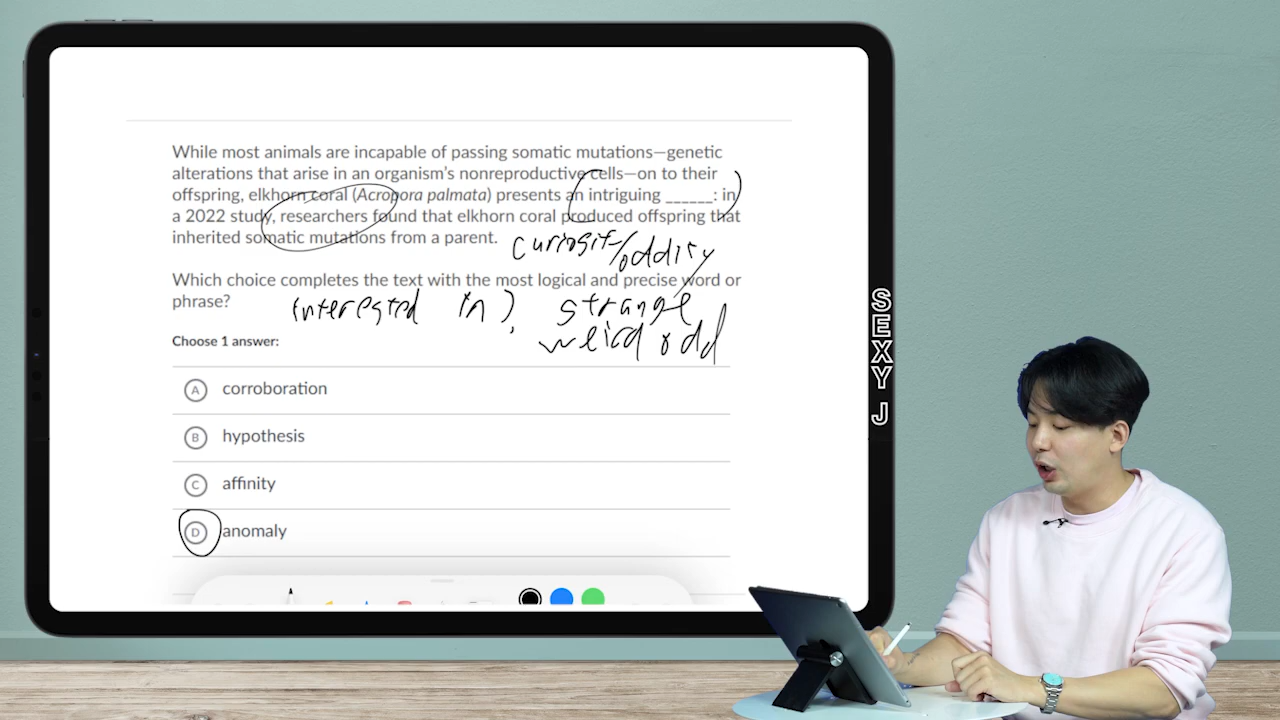 While most animals are incapable of passing somatic mutations—genetic
alterations that arise in an organism's nonreproductive cells—on to their
offspring, elkhorn coral (Acropora palmata) presents an intriguing ______: in
a 2022 study, researchers found that elkhorn coral produced offspring that
inherited somatic mutations from a parent.
curiosity/oddity
Which choice completes the text with the most logical and precise word or
phrase?
interested in? strange
weird odd
Choose 1 answer:
A corroboration
B hypothesis
C affinity
D anomaly
SEXY J